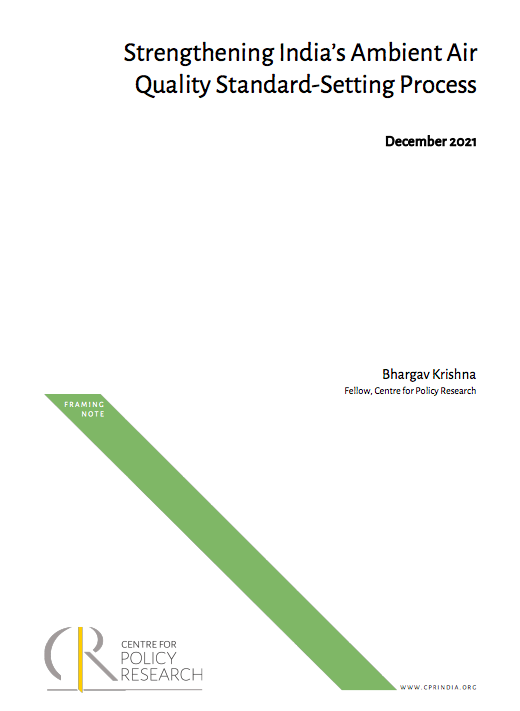 Strengthening India's Ambient Air
Quality Standard-Setting Process
December 2021
Bhargav Krishna
Fellow, Centre for Policy Research
FRAMING
NOTE
CPR
CENTRE FOR
POLICY
RESEARCH
WWW.CPRINDIA.ORG